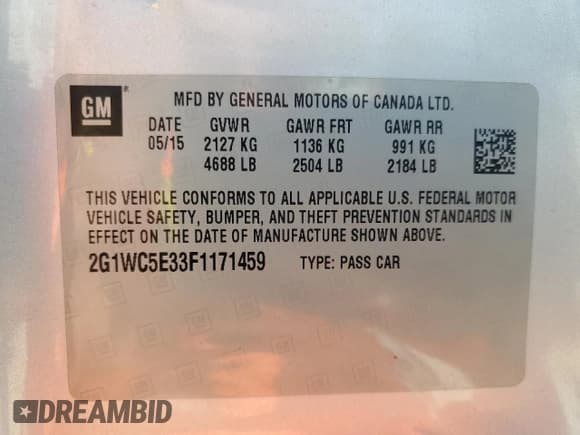 GM ®
MFD BY GENERAL MOTORS OF CANADA LTD.
DATE GVWR GAWR FRT GAWR RR
05/15 2127 KG 1136 KG 991 KG
4688 LB 2504 LB 2184 LB
THIS VEHICLE CONFORMS TO ALL APPLICABLE U.S. FEDERAL MOTOR
VEHICLE SAFETY, BUMPER, AND THEFT PREVENTION STANDARDS IN
EFFECT ON THE DATE OF MANUFACTURE SHOWN ABOVE.
2G1WC5E33F1171459 TYPE: PASS CAR
DREAMBID